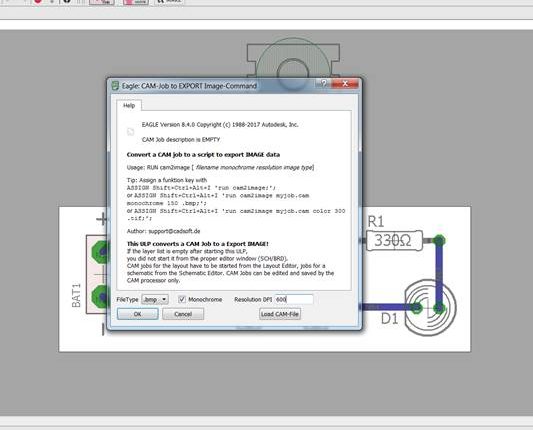 Eagle: CAM-Job to EXPORT Image-Command
Help
EAGLE Version 8.4.0 Copyright (c) 1988-2017 Autodesk, Inc.
CAM Job description is EMPTY
Convert a CAM job to a script to export IMAGE data
Usage: RUN cam2image [ filename monochrome resolution image type]
Tip: Assign a funktion key with
ASSIGN Shift+Ctrl+Alt+I 'run cam2image;';
or ASSIGN Shift+Ctrl+Alt+I 'run cam2image myjob.cam
monochrome 150 .bmp;';
or ASSIGN Shift+Ctrl+Alt+I 'run cam2image myjob.cam color 300
.tif;';
Author: support@cadsoft.de
This ULP converts a CAM Job to a Export IMAGE!
If the layer list is empty after starting this ULP,
you did not start it from the proper editor window (SCH/BRD).
CAM jobs for the layout have to be started from the Layout Editor, jobs for a
schematic from the Schematic Editor. CAM Jobs can be edited and saved by the
CAM processor only.
FileType .bmp Monochrome Resolution DPI 600
OK Cancel Load CAM-File
BAT1
+
R1
330Ω
D1